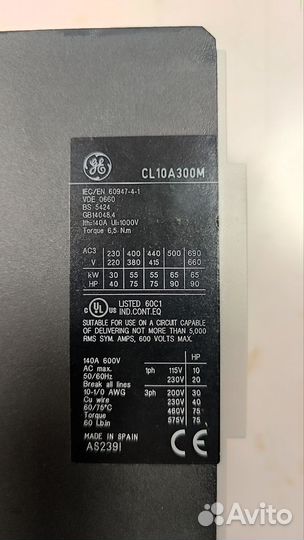 GE CL10A300M
IEC/EN 60947-4-1
VDE 0660
BS 5424
GB14048.4
Ith=140A Ui=1000V
Torque 6,5 N.m
AC3 230 400 440 500 690
V 220 380 415 660
kW 30 55 55 65 65
HP 40 75 75 90 90
C UL US LISTED 60C1
IND.CONT.EQ
SUITABLE FOR USE ON A CIRCUIT CAPABLE
OF DELIVERING NOT MORE THAN 5,000
RMS SYM. AMPS, 600 VOLTS MAX.
140A 600V HP
AC max. 1ph 115V 10
50/60Hz 230V 20
Break all lines
10-1/0 AWG 3ph 200V 30
Cu wire 230V 40
60/75°C 460V 75
Torque 575V 75
60 Lb.in
MADE IN SPAIN
AS239I CE
Avito